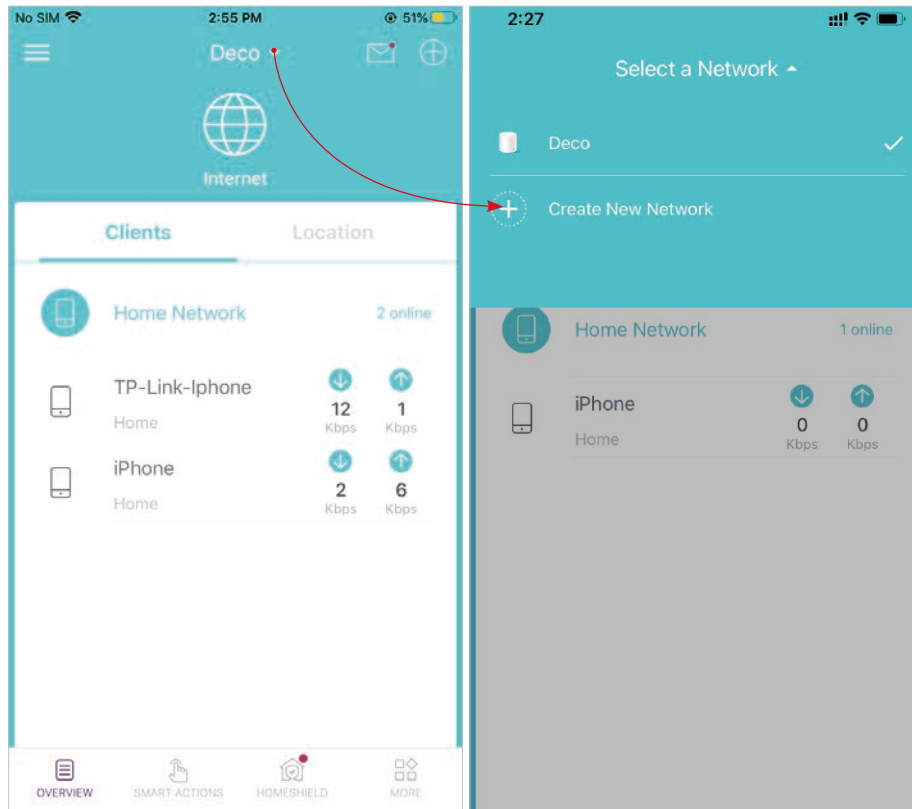 No SIM 2:55 PM 51%
Deco
Internet
Clients Location
Home Network 2 online
TP-Link-Iphone 12 1
Home Kbps Kbps
iPhone 2 6
Home Kbps Kbps
OVERVIEW SMART ACTIONS HOMESHIELD MORE
2:27
Select a Network
Deco
Create New Network
Home Network 1 online
iPhone 0 0
Home Kbps Kbps